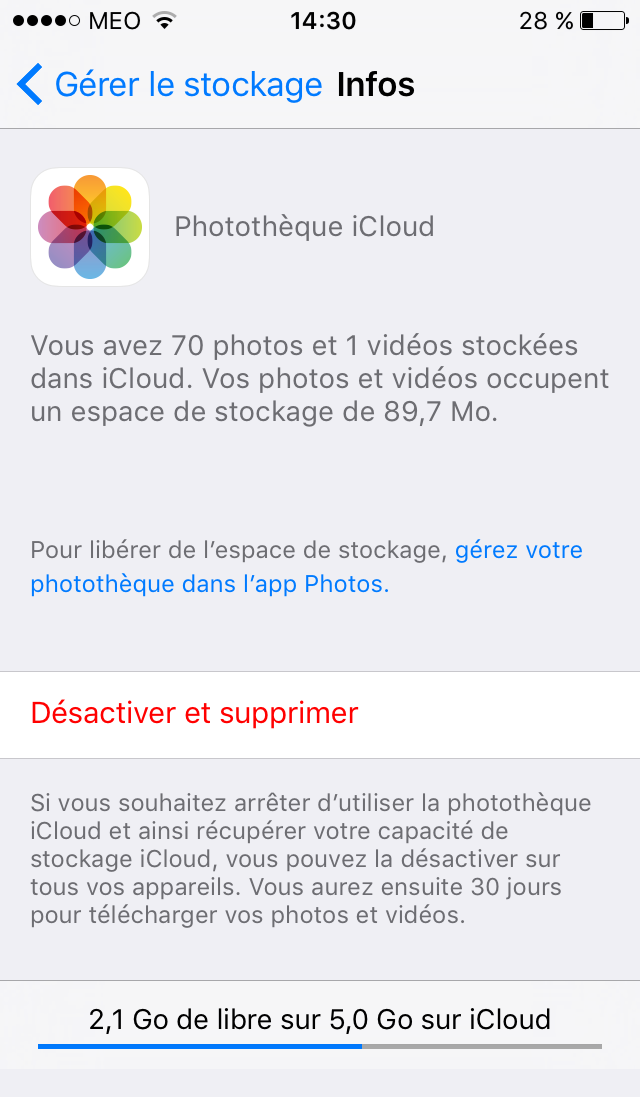 MEO 14:30 28 %
Gérer le stockage Infos
Photothèque iCloud
Vous avez 70 photos et 1 vidéos stockées
dans iCloud. Vos photos et vidéos occupent
un espace de stockage de 89,7 Mo.
Pour libérer de l’espace de stockage, gérez votre
photothèque dans l’app Photos.
Désactiver et supprimer
Si vous souhaitez arrêter d’utiliser la photothèque
iCloud et ainsi récupérer votre capacité de
stockage iCloud, vous pouvez la désactiver sur
tous vos appareils. Vous aurez ensuite 30 jours
pour télécharger vos photos et vidéos.
2,1 Go de libre sur 5,0 Go sur iCloud